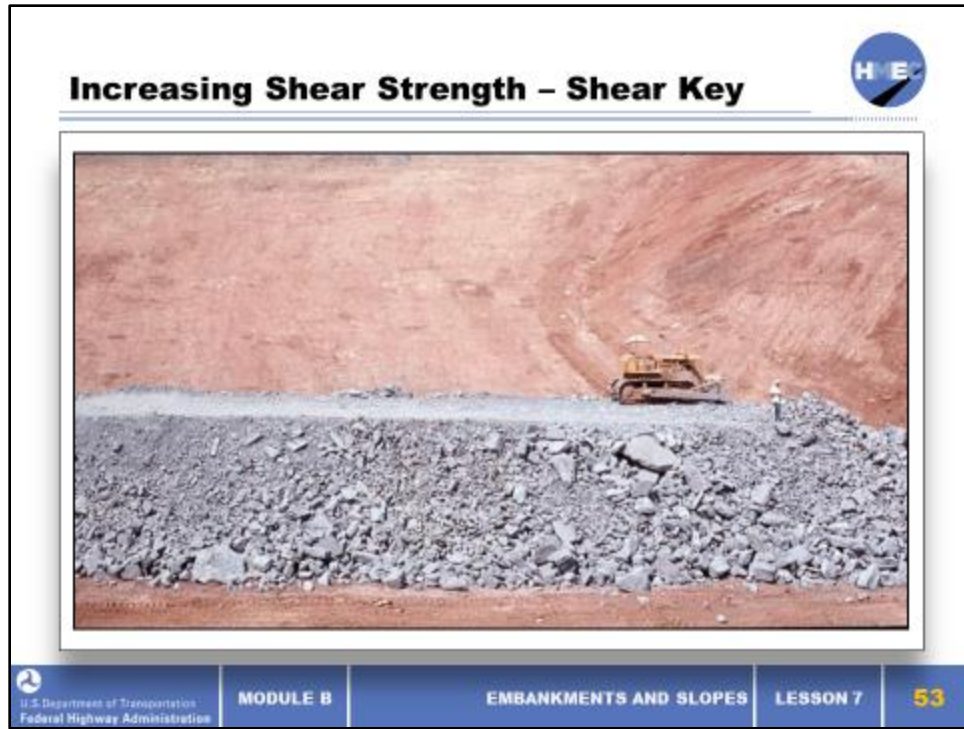 Increasing Shear Strength – Shear Key
HMEC
U.S. Department of Transportation
Federal Highway Administration
MODULE B
EMBANKMENTS AND SLOPES
LESSON 7
53